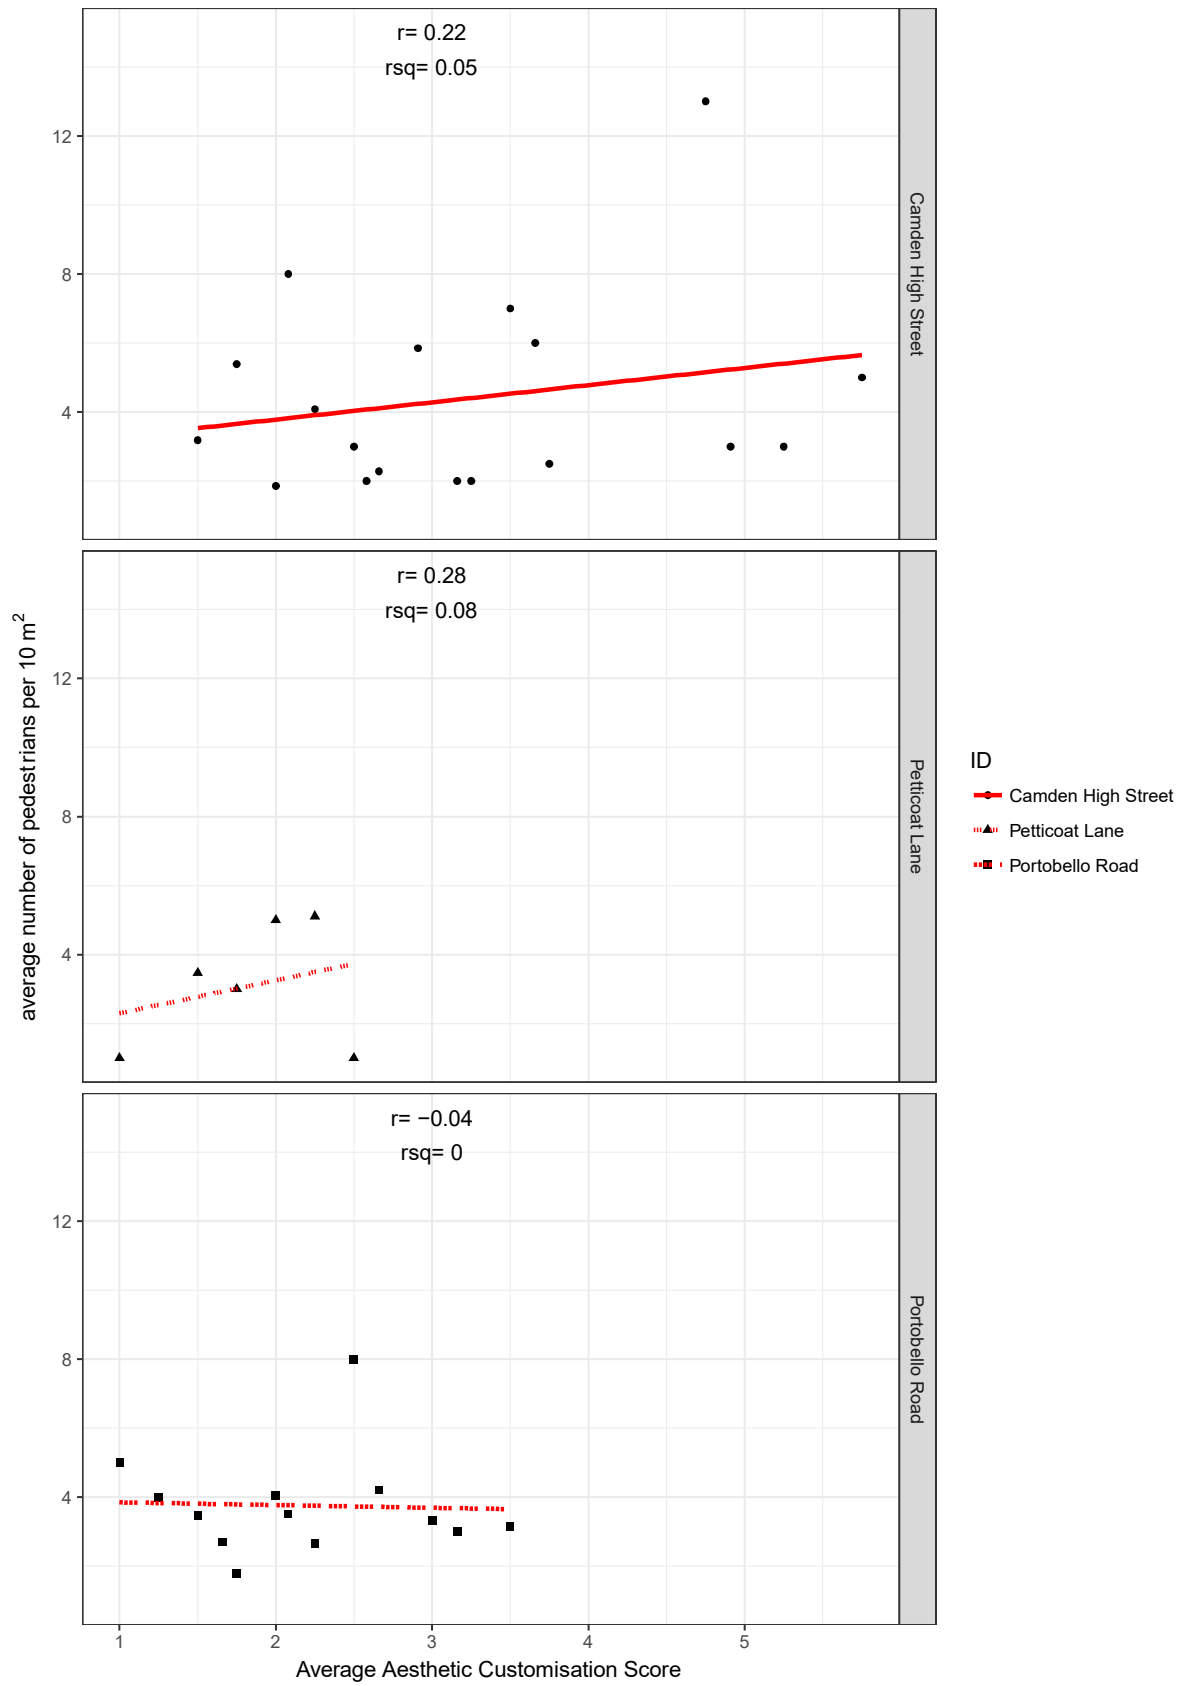 r= 0.22
rsq= 0.05
12
8
4
Camden High Street
r= 0.28
rsq= 0.08
12
8
4
Petticoat Lane
average number of pedestrians per 10 m²
r= −0.04
rsq= 0
12
8
4
Portobello Road
1 2 3 4 5
Average Aesthetic Customisation Score
ID
Camden High Street
Petticoat Lane
Portobello Road